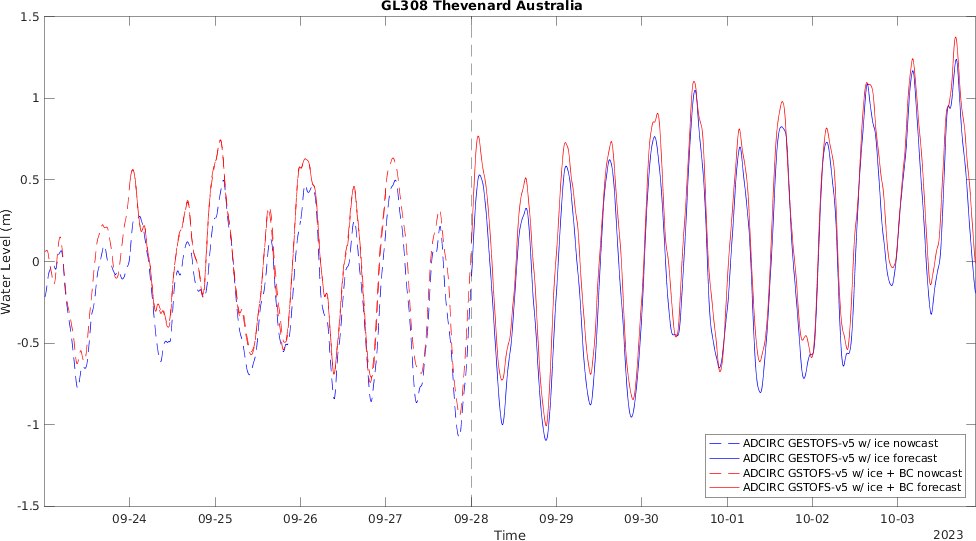 GL308 Thevenard Australia
1.5
1
0.5
0
-0.5
-1
-1.5
Water Level (m)
09-24 09-25 09-26 09-27 09-28 09-29 09-30 10-01 10-02 10-03
Time
2023
ADCIRC GESTOFS-v5 w/ ice nowcast
ADCIRC GESTOFS-v5 w/ ice forecast
ADCIRC GSTOFS-v5 w/ ice + BC nowcast
ADCIRC GSTOFS-v5 w/ ice + BC forecast